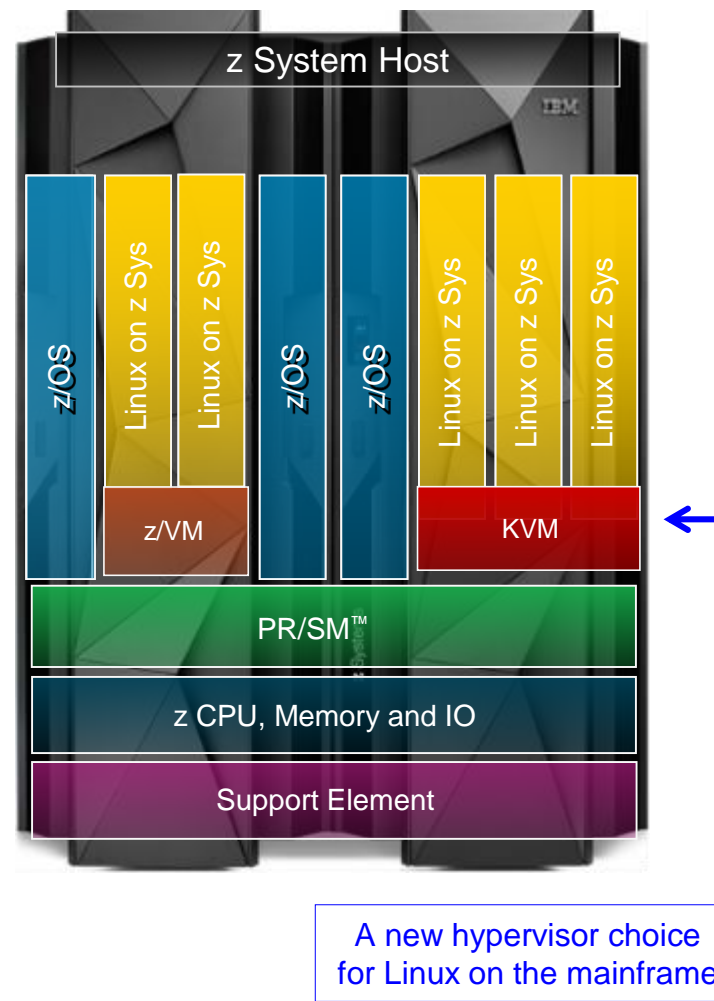 z System Host
IBM
z/OS
Linux on z Sys
Linux on z Sys
z/OS
z/OS
Linux on z Sys
Linux on z Sys
Linux on z Sys
z/VM
KVM
PR/SM™
z Systems
z CPU, Memory and IO
Support Element
A new hypervisor choice
for Linux on the mainframe